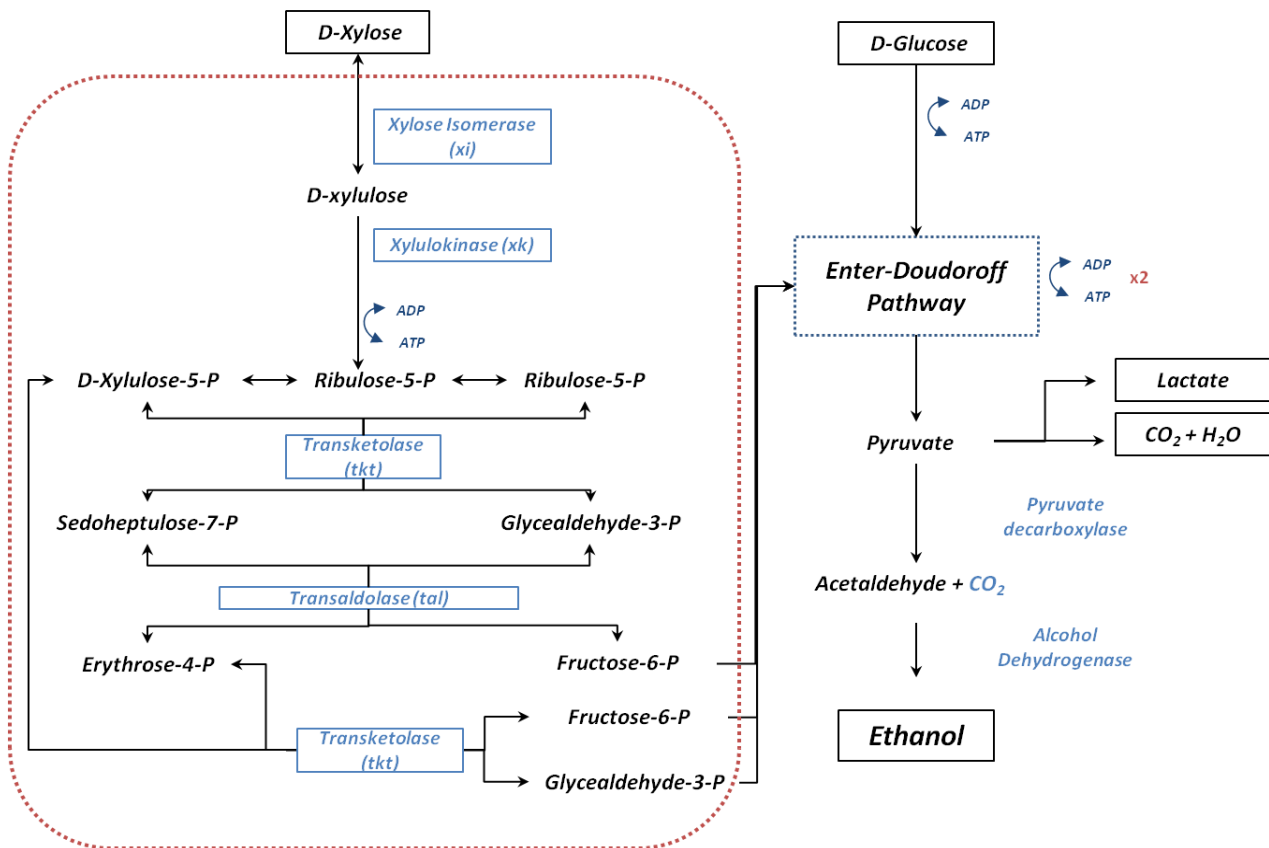 D-Xylose
D-Glucose
ADP
ATP
Xylose Isomerase
(xi)
D-xylulose
Xylulokinase (xk)
Enter-Doudoroff
Pathway
ADP
ATP
x2
ADP
ATP
D-Xylulose-5-P
Ribulose-5-P
Ribulose-5-P
Lactate
CO₂ + H₂O
Pyruvate
Transketolase
(tkt)
Sedoheptulose-7-P
Glycealdehyde-3-P
Pyruvate
decarboxylase
Acetaldehyde + CO₂
Transaldolase (tal)
Alcohol
Dehydrogenase
Erythrose-4-P
Fructose-6-P
Fructose-6-P
Transketolase
(tkt)
Ethanol
Glycealdehyde-3-P